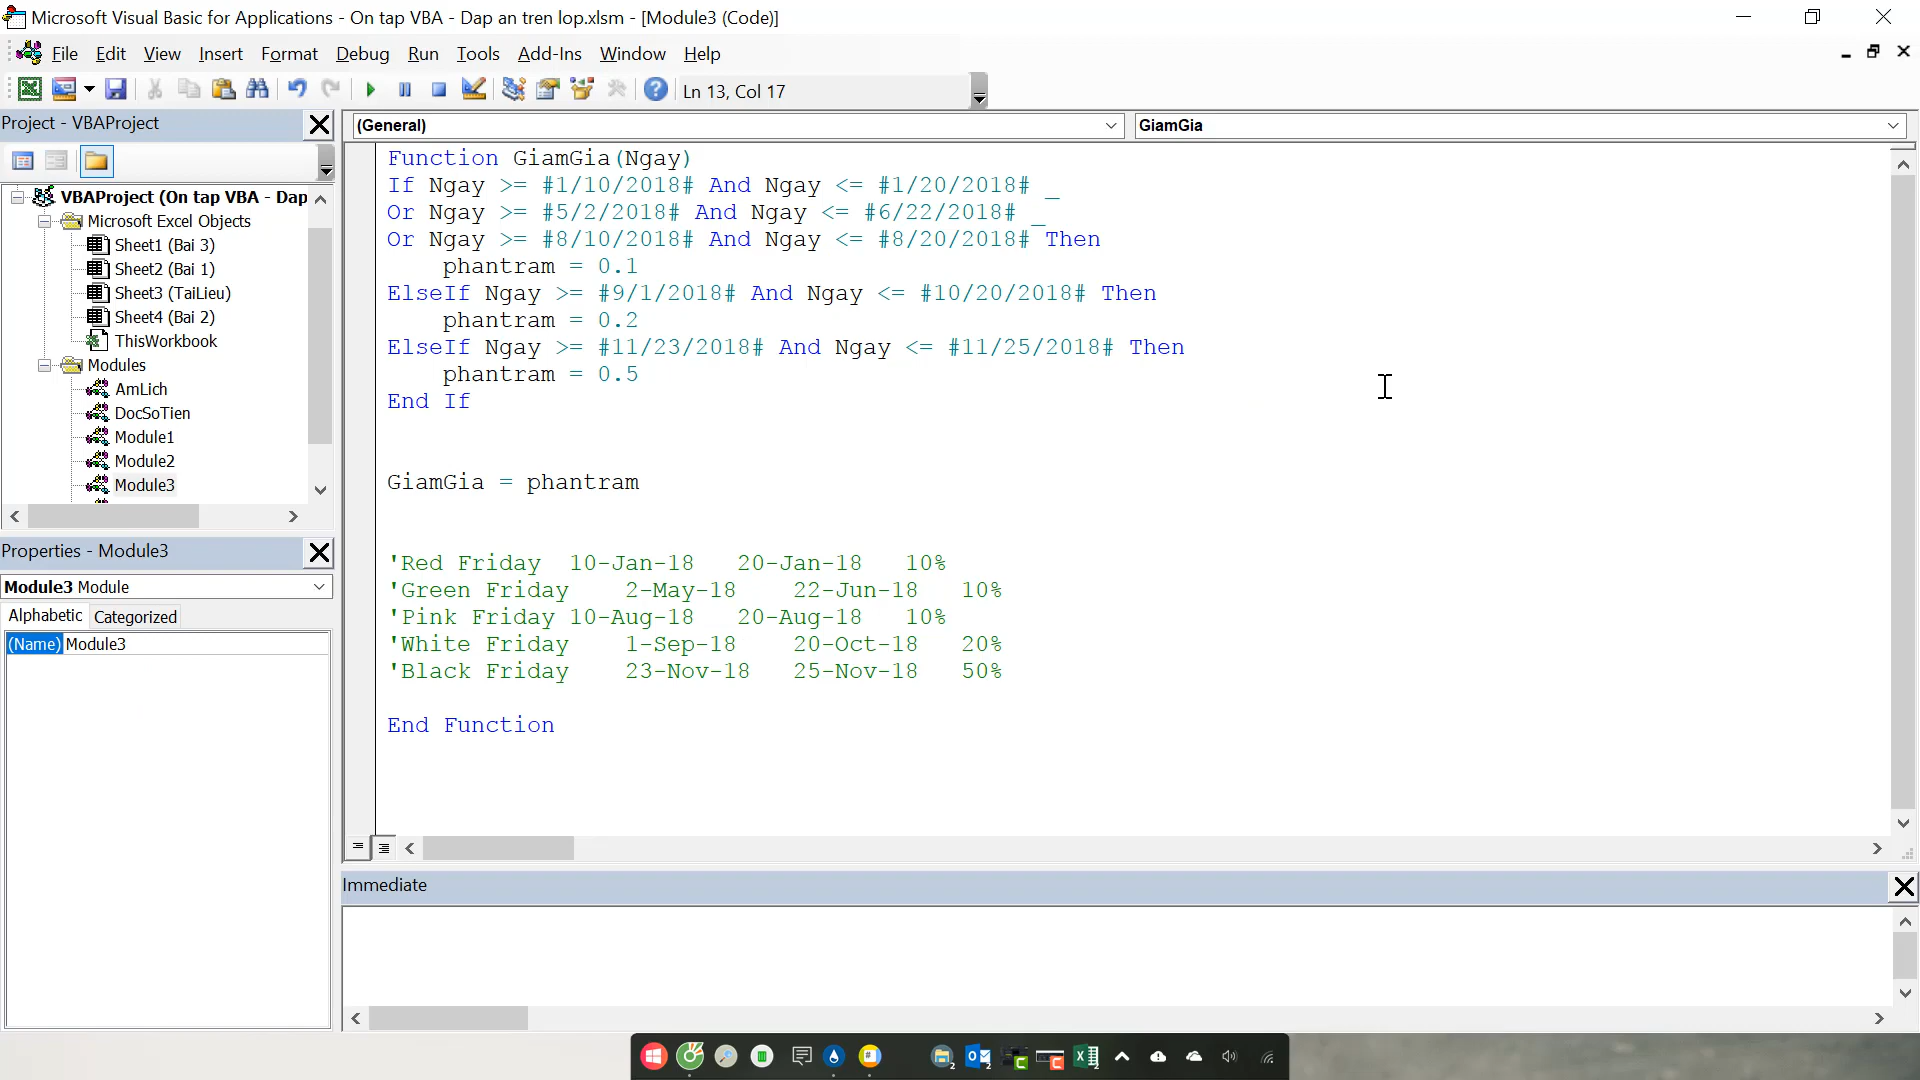 Microsoft Visual Basic for Applications - On tap VBA - Dap an tren lop.xlsm - [Module3 (Code)]
File Edit View Insert Format Debug Run Tools Add-Ins Window Help
Ln 13, Col 17
Project - VBAProject
VBAProject (On tap VBA - Dap
Microsoft Excel Objects
Sheet1 (Bai 3)
Sheet2 (Bai 1)
Sheet3 (TaiLieu)
Sheet4 (Bai 2)
ThisWorkbook
Modules
AmLich
DocSoTien
Module1
Module2
Module3
Properties - Module3
Module3 Module
Alphabetic Categorized
(Name) Module3
(General)
GiamGia
Function GiamGia(Ngay)
If Ngay >= #1/10/2018# And Ngay <= #1/20/2018# _
Or Ngay >= #5/2/2018# And Ngay <= #6/22/2018# _
Or Ngay >= #8/10/2018# And Ngay <= #8/20/2018# Then
phantram = 0.1
ElseIf Ngay >= #9/1/2018# And Ngay <= #10/20/2018# Then
phantram = 0.2
ElseIf Ngay >= #11/23/2018# And Ngay <= #11/25/2018# Then
phantram = 0.5
End If
GiamGia = phantram
'Red Friday 10-Jan-18 20-Jan-18 10%
'Green Friday 2-May-18 22-Jun-18 10%
'Pink Friday 10-Aug-18 20-Aug-18 10%
'White Friday 1-Sep-18 20-Oct-18 20%
'Black Friday 23-Nov-18 25-Nov-18 50%
End Function
Immediate